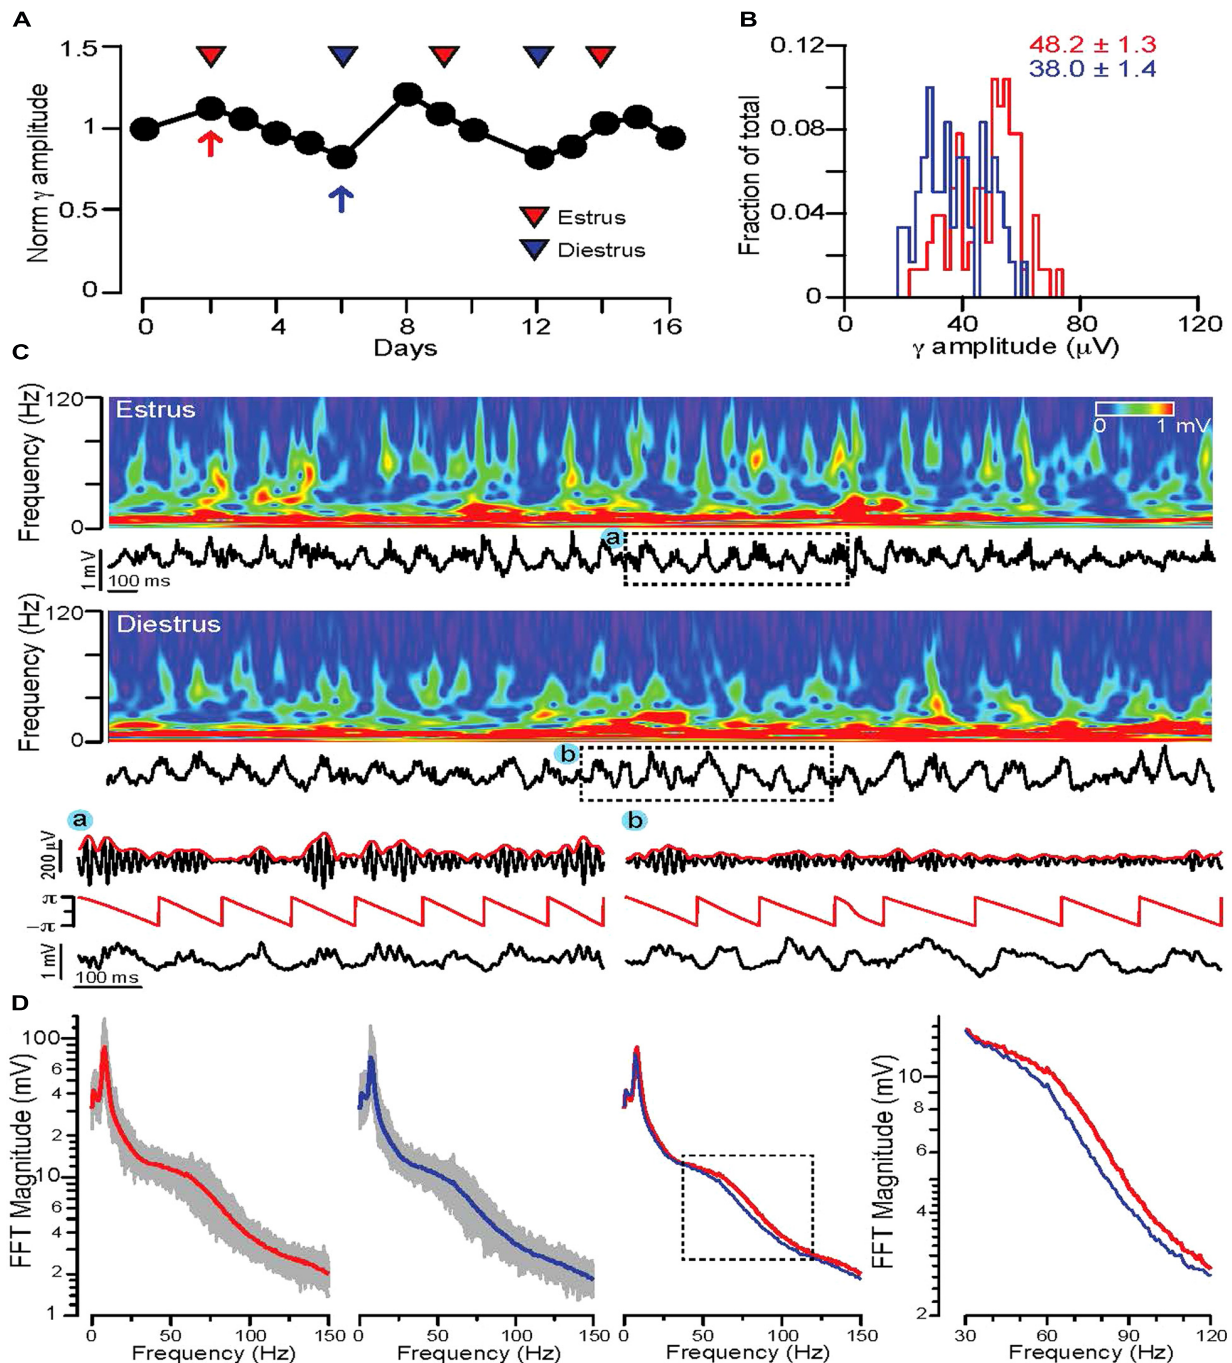 A
1.5
1
0.5
0
Norm γ amplitude
Estrus
Diestrus
0 4 8 12 16
Days
B
48.2 ± 1.3
38.0 ± 1.4
0.12
0.08
0.04
0
Fraction of total
0 40 80 120
γ amplitude (μV)
C
120
0
Frequency (Hz)
Estrus
0 1 mV
a
1 mV
100 ms
120
0
Frequency (Hz)
Diestrus
b
a
b
200 μV
π
−π
1 mV
100 ms
D
100
6
4
2
10
6
4
2
1
FFT Magnitude (mV)
0 50 100 150
Frequency (Hz)
0 50 100 150
Frequency (Hz)
0 50 100 150
Frequency (Hz)
10
8
6
4
2
FFT Magnitude (mV)
30 60 90 120
Frequency (Hz)